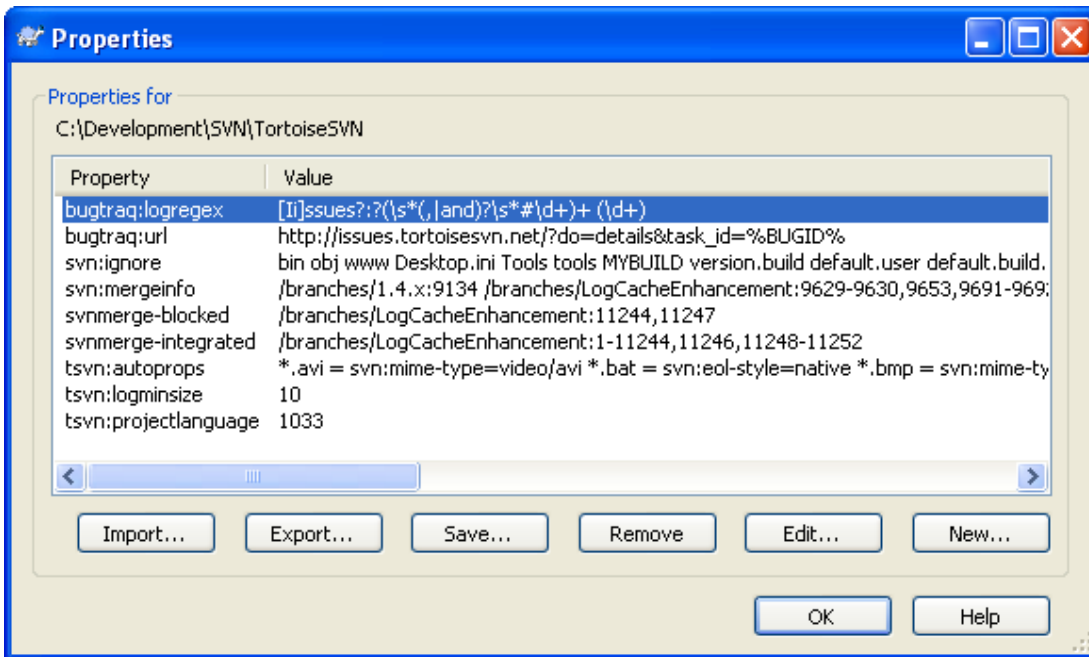 Properties
Properties for
C:\Development\SVN\TortoiseSVN
Property Value
bugtraq:logregex [Ii]ssues?:?(\s*(,|and)?\s*#\d+)+ (\d+)
bugtraq:url http://issues.tortoisesvn.net/?do=details&task_id=%BUGID%
svn:ignore bin obj www Desktop.ini Tools tools MYBUILD version.build default.user default.build.
svn:mergeinfo /branches/1.4.x:9134 /branches/LogCacheEnhancement:9629-9630,9653,9691-969
svnmerge-blocked /branches/LogCacheEnhancement:11244,11247
svnmerge-integrated /branches/LogCacheEnhancement:1-11244,11246,11248-11252
tsvn:autoprops *.avi = svn:mime-type=video/avi *.bat = svn:eol-style=native *.bmp = svn:mime-ty
tsvn:logminsize 10
tsvn:projectlanguage 1033
Import... Export... Save... Remove Edit... New...
OK Help